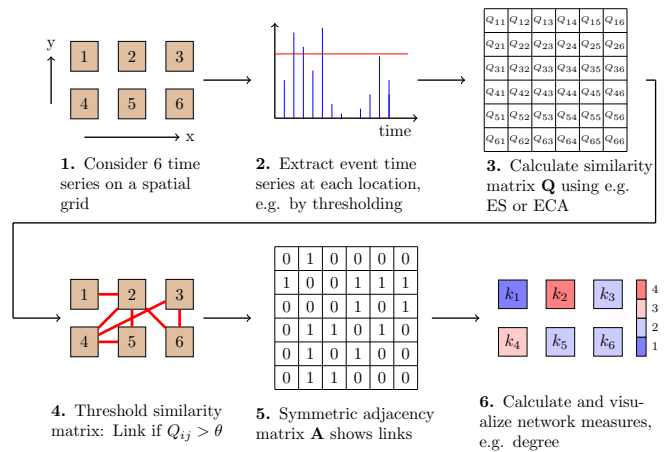 y
1 2 3
4 5 6
x
1. Consider 6 time
series on a spatial
grid
time
2. Extract event time
series at each location,
e.g. by thresholding
Q11 Q12 Q13 Q14 Q15 Q16
Q21 Q22 Q23 Q24 Q25 Q26
Q31 Q32 Q33 Q34 Q35 Q36
Q41 Q42 Q43 Q44 Q45 Q46
Q51 Q52 Q53 Q54 Q55 Q56
Q61 Q62 Q63 Q64 Q65 Q66
3. Calculate similarity
matrix Q using e.g.
ES or ECA
1 2 3
4 5 6
4. Threshold similarity
matrix: Link if Qij > θ
0 1 0 0 0 0
1 0 0 1 1 1
0 0 0 1 0 1
0 1 1 0 1 0
0 1 0 1 0 0
0 1 1 0 0 0
5. Symmetric adjacency
matrix A shows links
k1 k2 k3
k4 k5 k6
4
3
2
1
6. Calculate and visu-
alize network measures,
e.g. degree